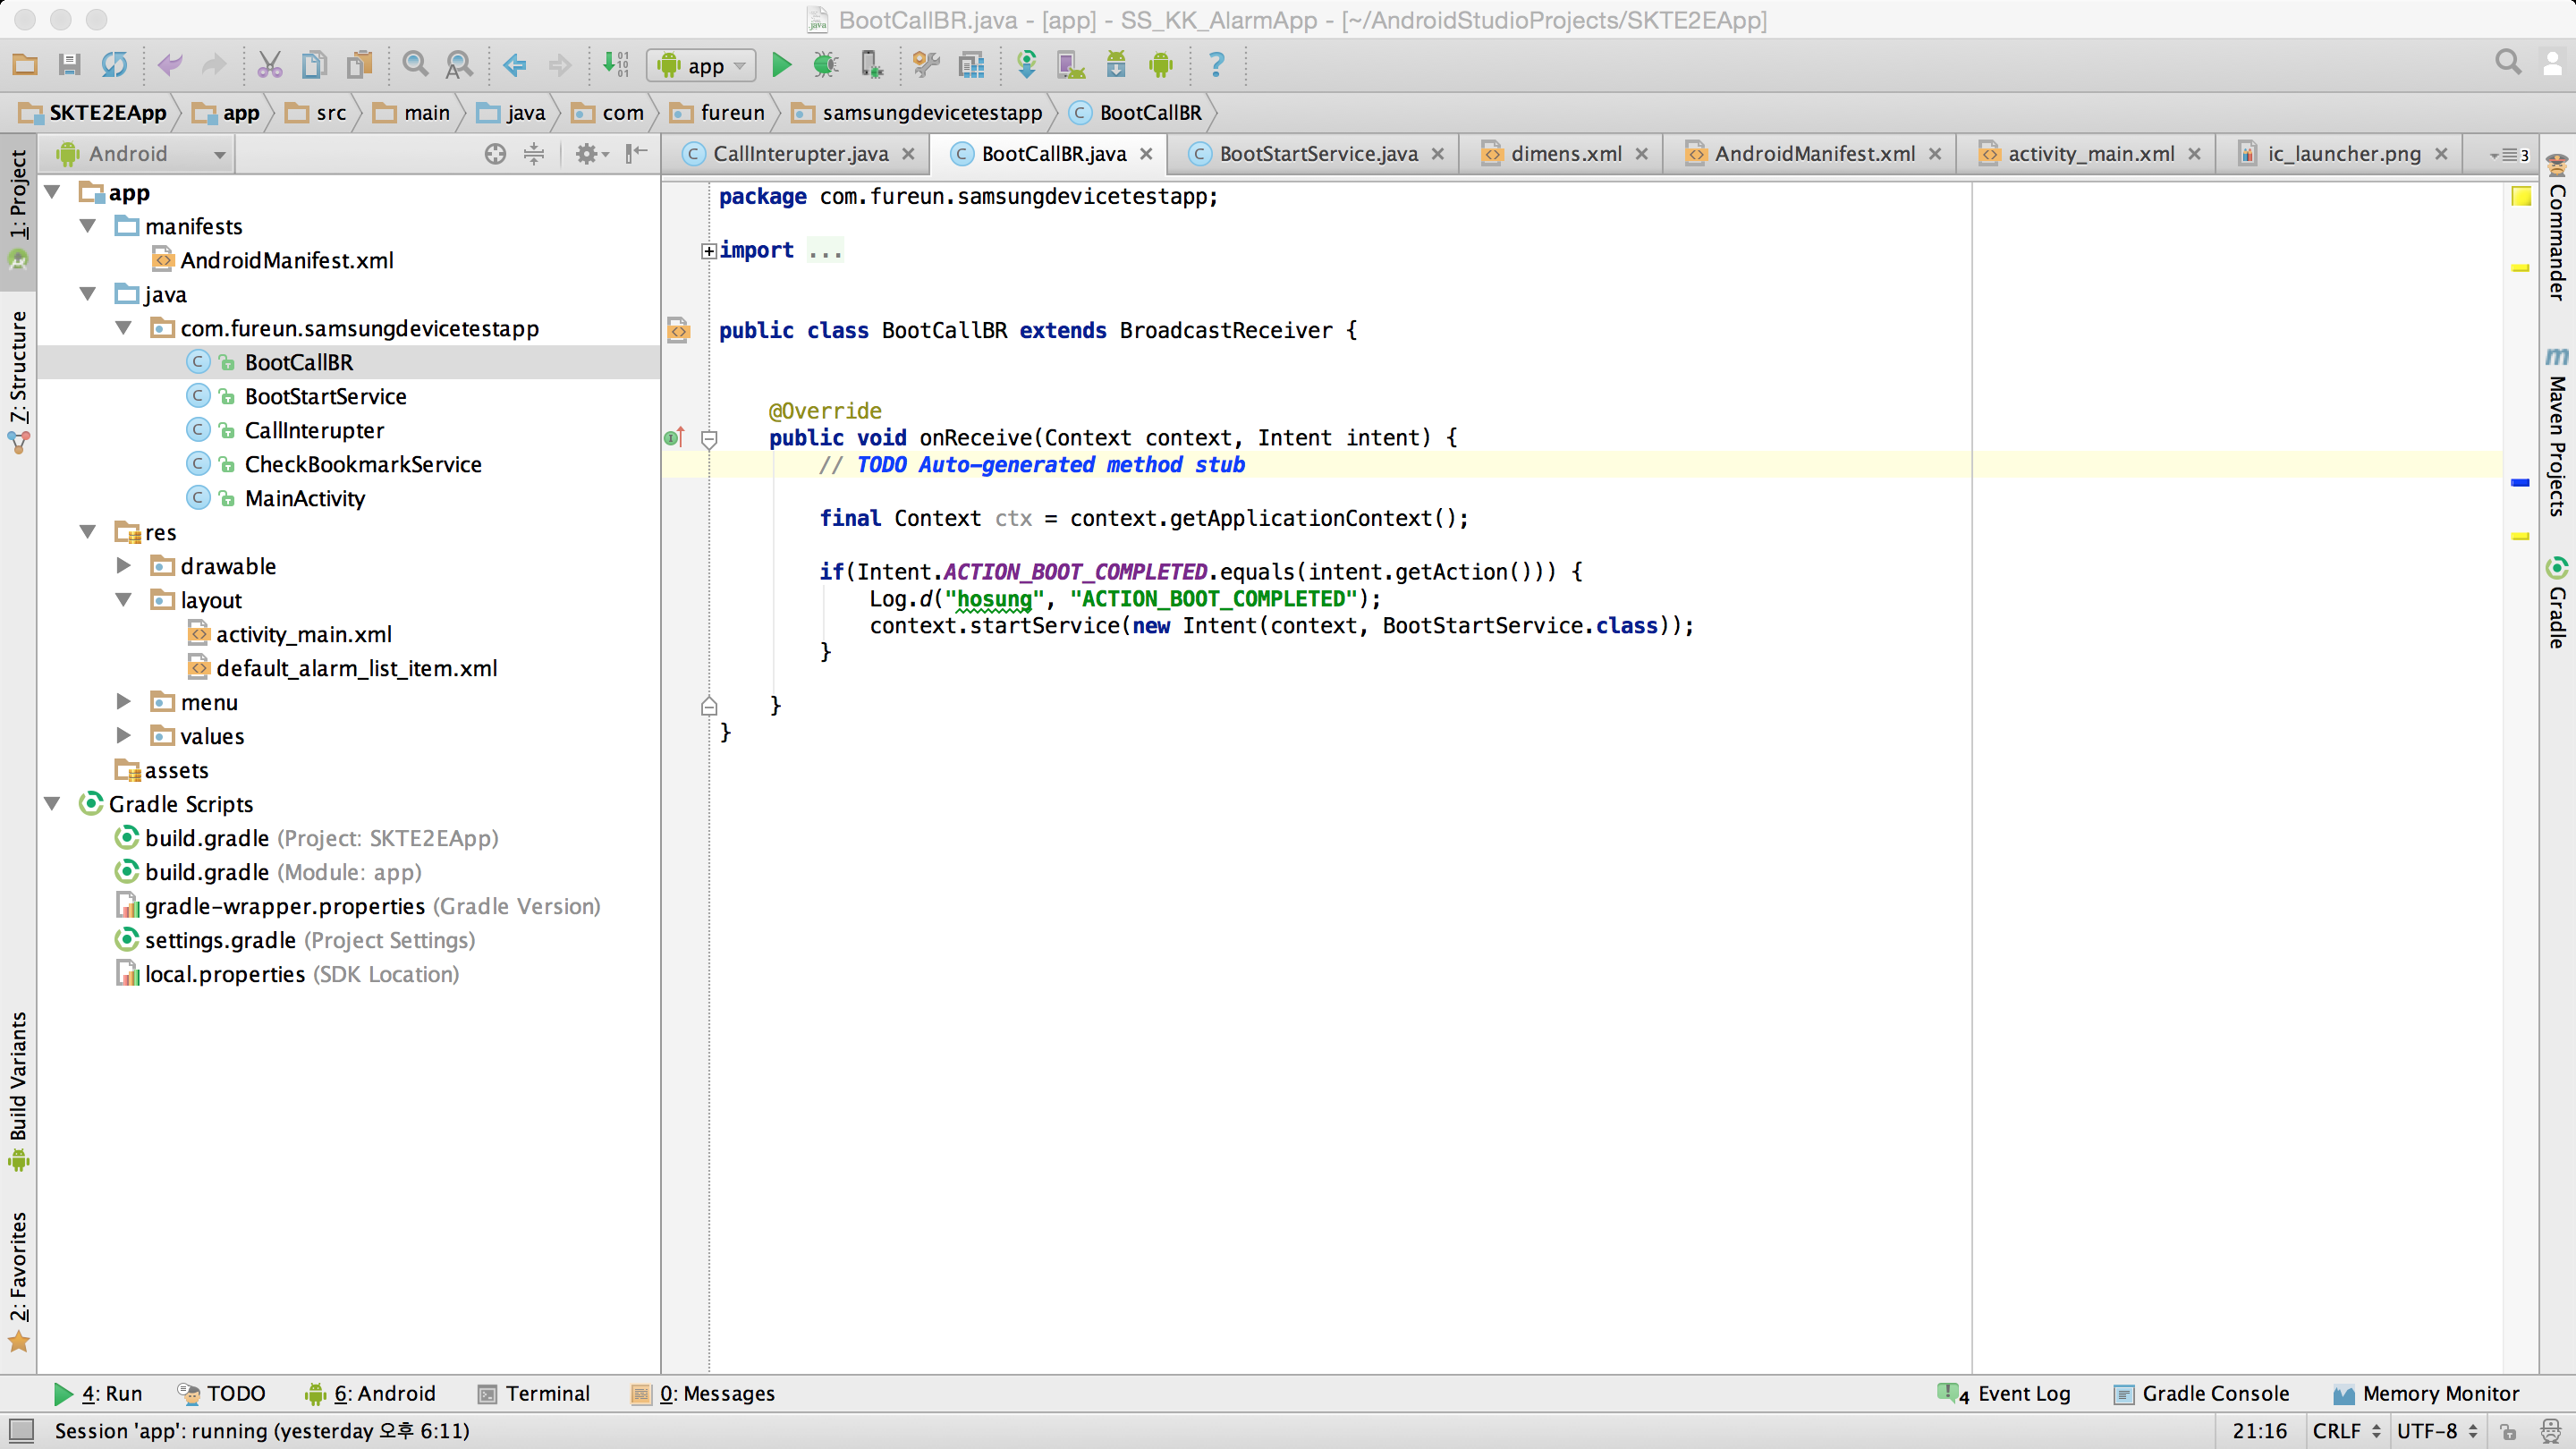 BootCallBR.java - [app] - SS_KK_AlarmApp - [~/AndroidStudioProjects/SKTE2EApp]
app
SKTE2EApp app src main java com fureun samsungdevicetestapp BootCallBR
Android
CallInterupter.java BootCallBR.java BootStartService.java dimens.xml AndroidManifest.xml activity_main.xml ic_launcher.png 3
1: Project
Z: Structure
Build Variants
2: Favorites
app
manifests
AndroidManifest.xml
java
com.fureun.samsungdevicetestapp
BootCallBR
BootStartService
CallInterupter
CheckBookmarkService
MainActivity
res
drawable
layout
activity_main.xml
default_alarm_list_item.xml
menu
values
assets
Gradle Scripts
build.gradle (Project: SKTE2EApp)
build.gradle (Module: app)
gradle-wrapper.properties (Gradle Version)
settings.gradle (Project Settings)
local.properties (SDK Location)
package com.fureun.samsungdevicetestapp;
import ...
public class BootCallBR extends BroadcastReceiver {
@Override
public void onReceive(Context context, Intent intent) {
// TODO Auto-generated method stub
final Context ctx = context.getApplicationContext();
if(Intent.ACTION_BOOT_COMPLETED.equals(intent.getAction())) {
Log.d("hosung", "ACTION_BOOT_COMPLETED");
context.startService(new Intent(context, BootStartService.class));
}
}
}
Commander
m Maven Projects
Gradle
4: Run TODO 6: Android Terminal 0: Messages 4 Event Log Gradle Console Memory Monitor
Session 'app': running (yesterday 오후 6:11) 21:16 CRLF UTF-8